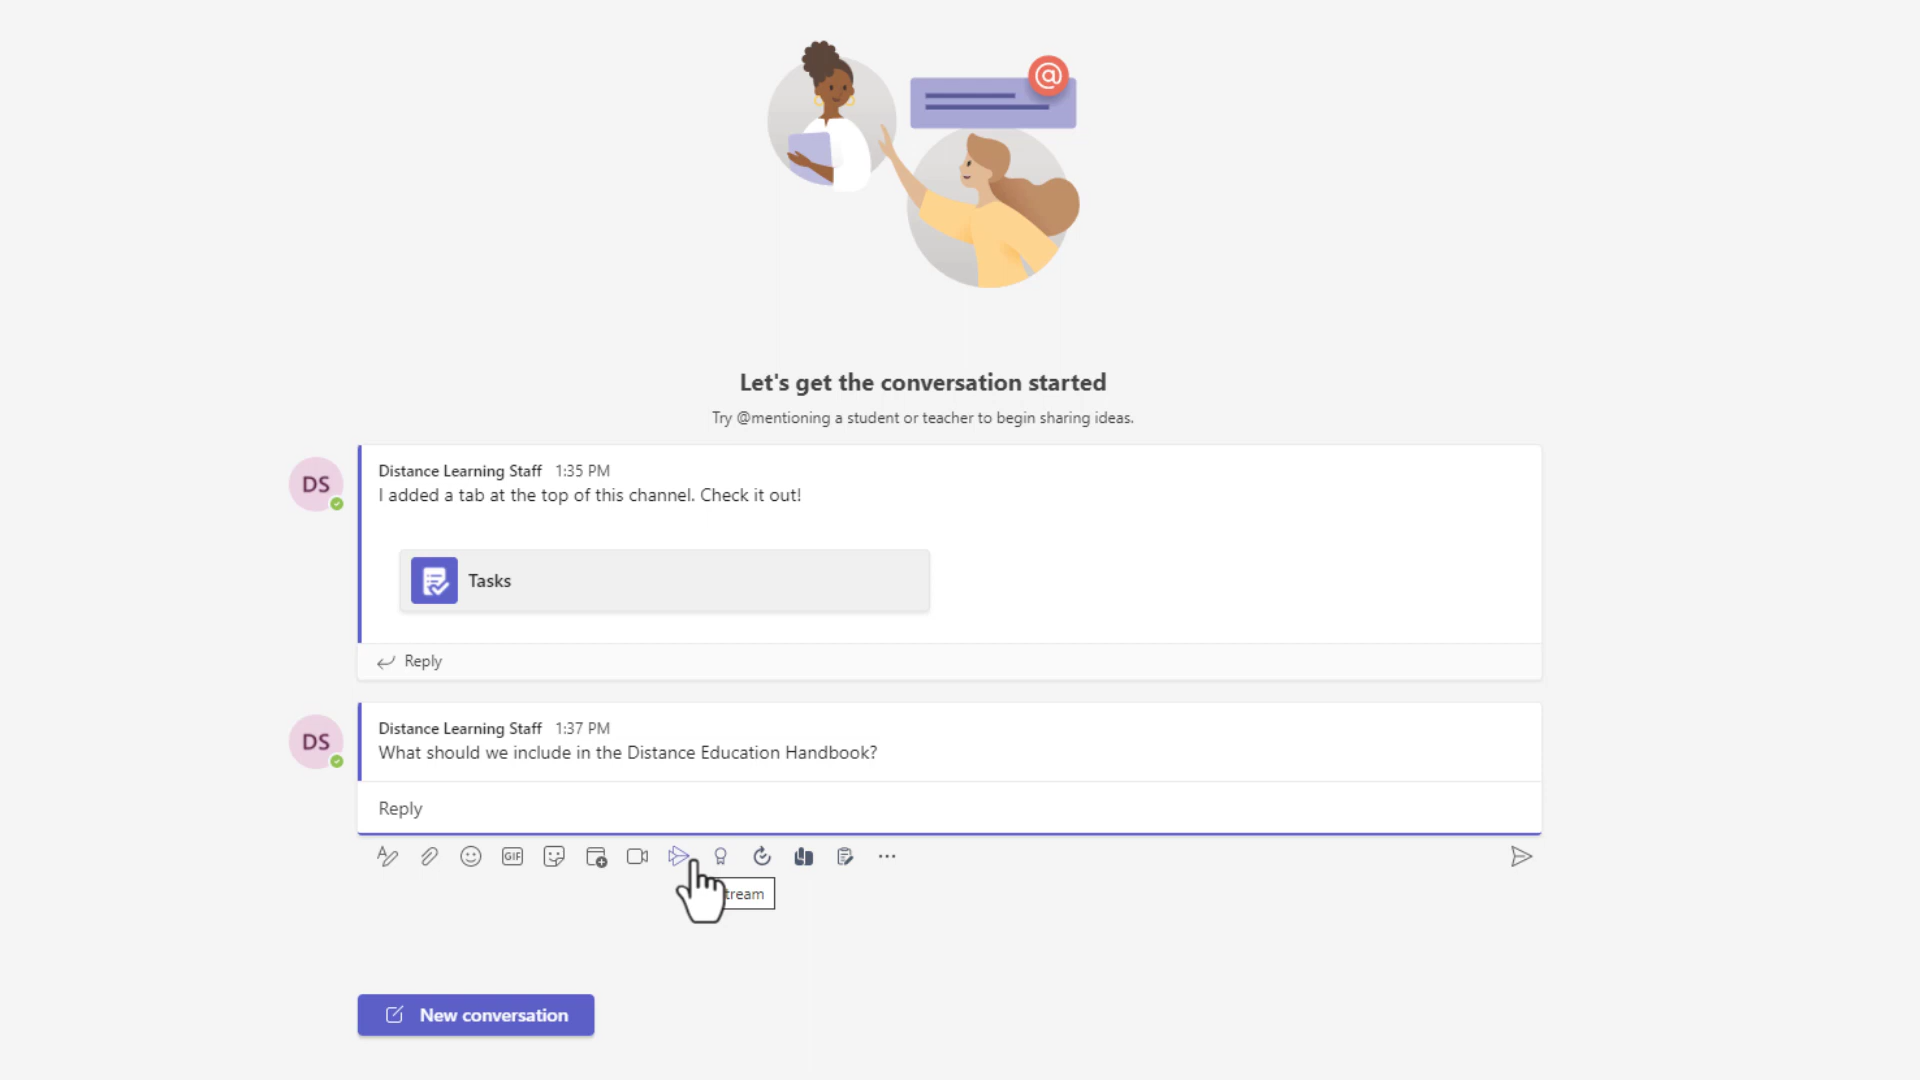 @
Let's get the conversation started
Try @mentioning a student or teacher to begin sharing ideas.
DS
Distance Learning Staff 1:35 PM
I added a tab at the top of this channel. Check it out!
Tasks
Reply
DS
Distance Learning Staff 1:37 PM
What should we include in the Distance Education Handbook?
Reply
GIF
tream
New conversation